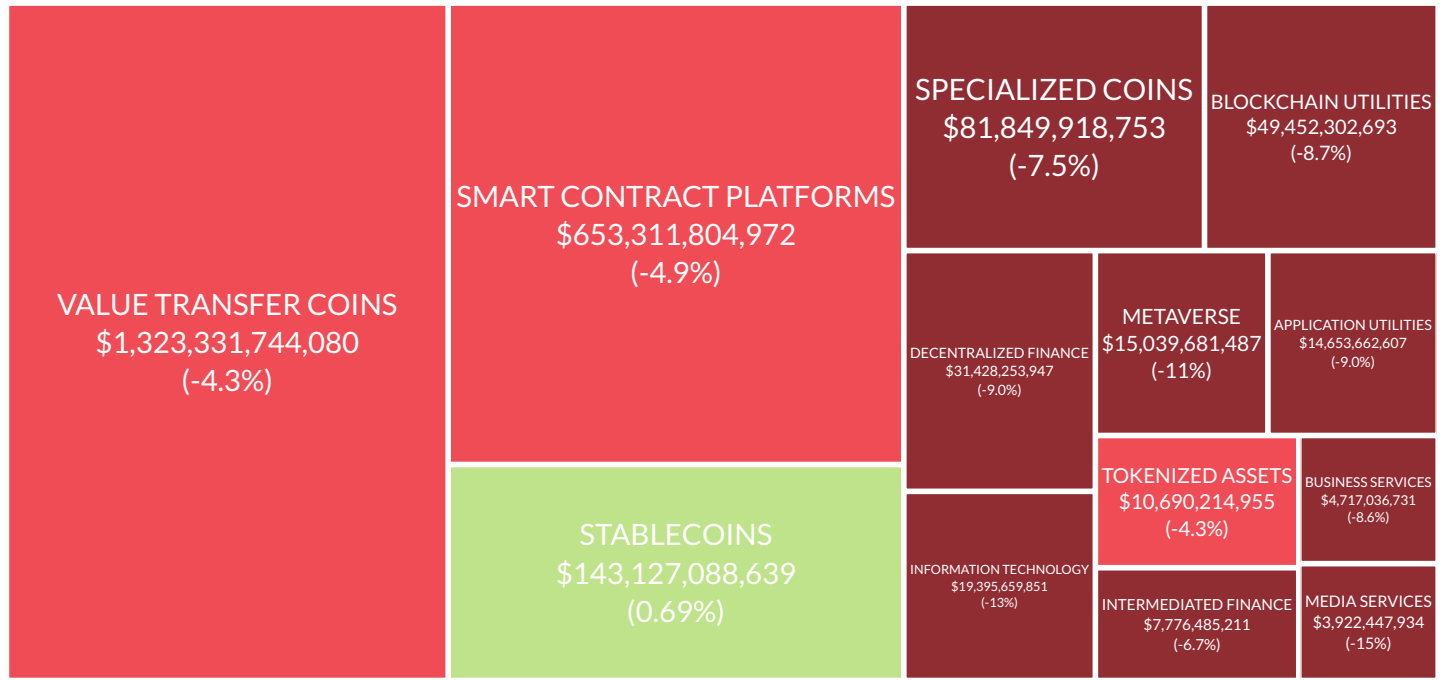 VALUE TRANSFER COINS
$1,323,331,744,080
(-4.3%)
SMART CONTRACT PLATFORMS
$653,311,804,972
(-4.9%)
STABLECOINS
$143,127,088,639
(0.69%)
SPECIALIZED COINS
$81,849,918,753
(-7.5%)
BLOCKCHAIN UTILITIES
$49,452,302,693
(-8.7%)
DECENTRALIZED FINANCE
$31,428,253,947
(-9.0%)
INFORMATION TECHNOLOGY
$19,395,659,851
(-13%)
METAVERSE
$15,039,681,487
(-11%)
APPLICATION UTILITIES
$14,653,662,607
(-9.0%)
TOKENIZED ASSETS
$10,690,214,955
(-4.3%)
INTERMEDIATED FINANCE
$7,776,485,211
(-6.7%)
BUSINESS SERVICES
$4,717,036,731
(-8.6%)
MEDIA SERVICES
$3,922,447,934
(-15%)